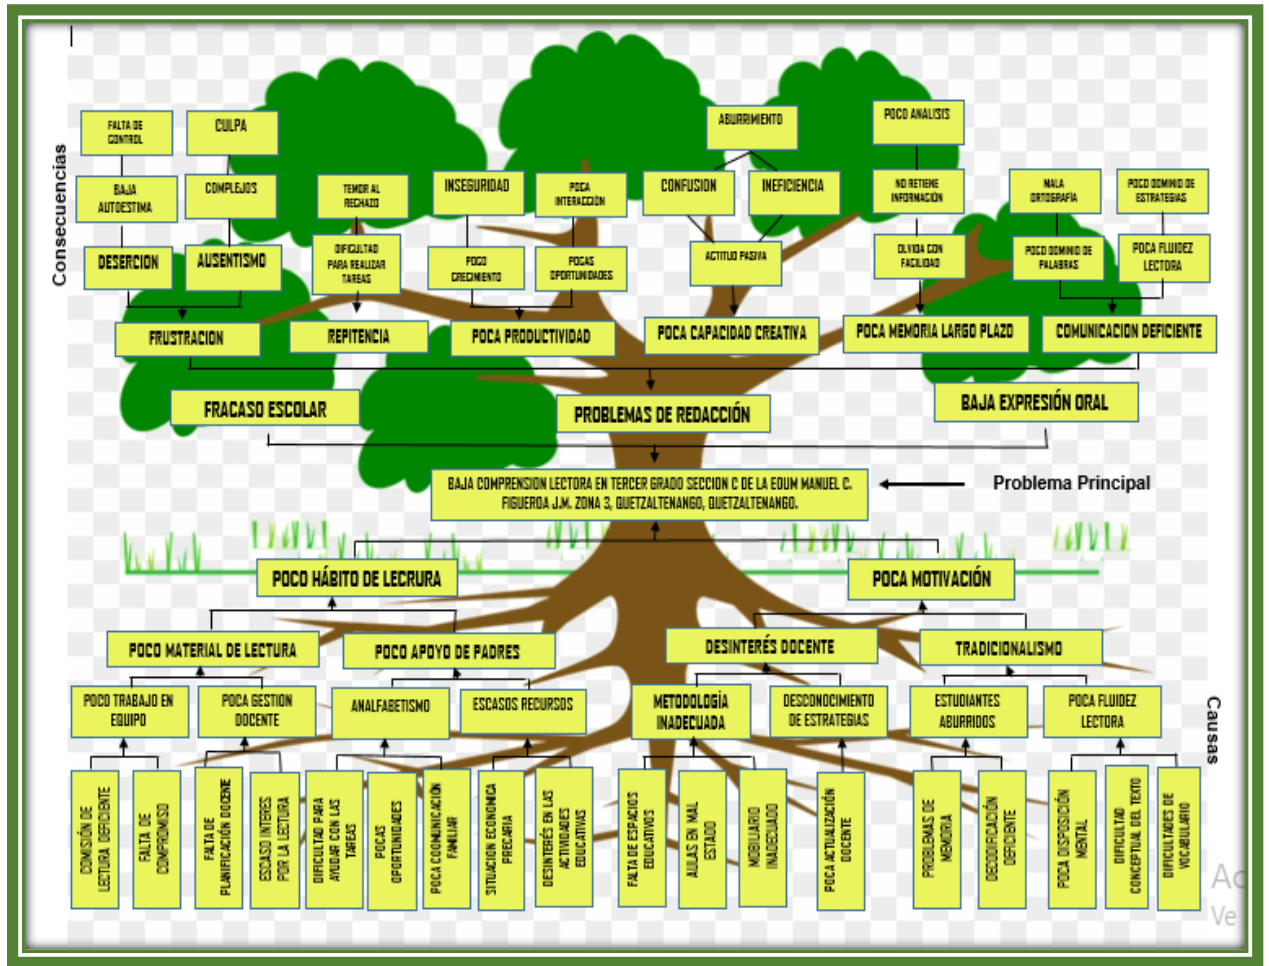 Consecuencias
FALTA DE
CONTROL
CULPA
ABURRIMIENTO
POCO ANALISIS
BAJA
AUTOESTIMA
COMPLEJOS
TEMOR AL
RECHAZO
INSEGURIDAD
POCA
INTERACCIÓN
CONFUSION
INEFICIENCIA
NO RETIENE
INFORMACIÓN
MALA
ORTOGRAFÍA
POCO DOMINIO DE
ESTRATEGIAS
DESERCION
AUSENTISMO
DIFICULTAD
PARA REALIZAR
TAREAS
POCO
CRECIMIENTO
POCAS
OPORTUNIDADES
ACTITUD PASIVA
OLVIDA CON
FACILIDAD
POCO DOMINIO DE
PALABRAS
POCA FLUIDEZ
LECTORA
FRUSTRACION
REPITENCIA
POCA PRODUCTIVIDAD
POCA CAPACIDAD CREATIVA
POCA MEMORIA LARGO PLAZO
COMUNICACION DEFICIENTE
FRACASO ESCOLAR
PROBLEMAS DE REDACCIÓN
BAJA EXPRESIÓN ORAL
BAJA COMPRENSION LECTORA EN TERCER GRADO SECCION C DE LA EDUM MANUEL C.
FIGUEROA J.M. ZONA 3, QUETZALTENANGO, QUETZALTENANGO.
Problema Principal
POCO HÁBITO DE LECRURA
POCA MOTIVACIÓN
POCO MATERIAL DE LECTURA
POCO APOYO DE PADRES
DESINTERÉS DOCENTE
TRADICIONALISMO
POCO TRABAJO EN
EQUIPO
POCA GESTION
DOCENTE
ANALFABETISMO
ESCASOS RECURSOS
METODOLOGÍA
INADECUADA
DESCONOCIMIENTO
DE ESTRATEGIAS
ESTUDIANTES
ABURRIDOS
POCA FLUIDEZ
LECTORA
Causas
COMISIÓN DE
LECTURA DEFICIENTE
FALTA DE
COMPROMISO
FALTA DE
PLANIFICACIÓN DOCENTE
ESCASO INTERES
POR LA LECTURA
DIFICULTAD PARA
AYUDAR CON LAS
TAREAS
POCAS
OPORTUNIDADES
POCA COOMUNICACIÓN
FAMILIAR
SITUACION ECONOMICA
PRECARIA
DESINTERÉS EN LAS
ACTIVIDADES
EDUCATIVAS
FALTA DE ESPACIOS
EDUCATIVOS
AULAS EN MAL
ESTADO
MOBILIARIO
INADECUADO
POCA ACTUALIZACIÓN
DOCENTE
PROBLEMAS DE
MEMORIA
DECODIFICACIÓN
DEFICIENTE
POCA DISPOSICIÓN
MENTAL
DIFICULTAD
CONCEPTUAL DEL TEXTO
DIFICULTADES DE
VOCABULARIO
Ac
Ve